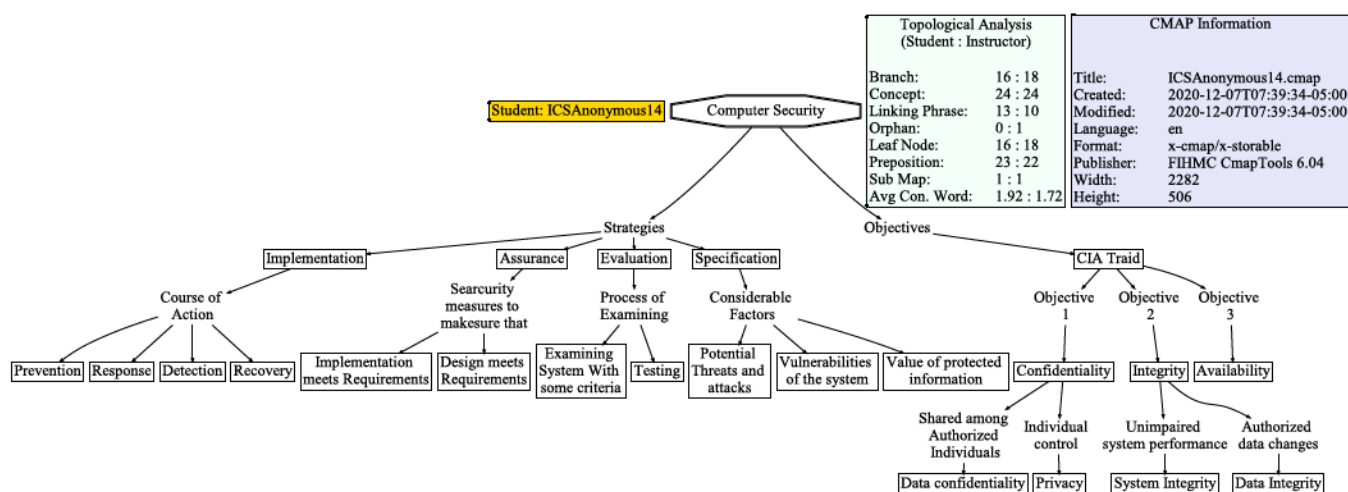 Topological Analysis
(Student : Instructor)
Branch: 16 : 18
Concept: 24 : 24
Linking Phrase: 13 : 10
Orphan: 0 : 1
Leaf Node: 16 : 18
Preposition: 23 : 22
Sub Map: 1 : 1
Avg Con. Word: 1.92 : 1.72
CMAP Information
Title: ICSAnonymous14.cmap
Created: 2020-12-07T07:39:34-05:00
Modified: 2020-12-07T07:39:34-05:00
Language: en
Format: x-cmap/x-storable
Publisher: FIHMC CmapTools 6.04
Width: 2282
Height: 506
Student: ICSAnonymous14
Computer Security
Strategies
Objectives
Implementation
Assurance
Evaluation
Specification
CIA Traid
Course of
Action
Searcurity
measures to
makesure that
Process of
Examining
Considerable
Factors
Objective
1
Objective
2
Objective
3
Prevention
Response
Detection
Recovery
Implementation
meets Requirements
Design meets
Requirements
Examining
System With
some criteria
Testing
Potential
Threats and
attacks
Vulnerabilities
of the system
Value of protected
information
Confidentiality
Integrity
Availability
Shared among
Authorized
Individuals
Individual
control
Unimpaired
system performance
Authorized
data changes
Data confidentiality
Privacy
System Integrity
Data Integrity